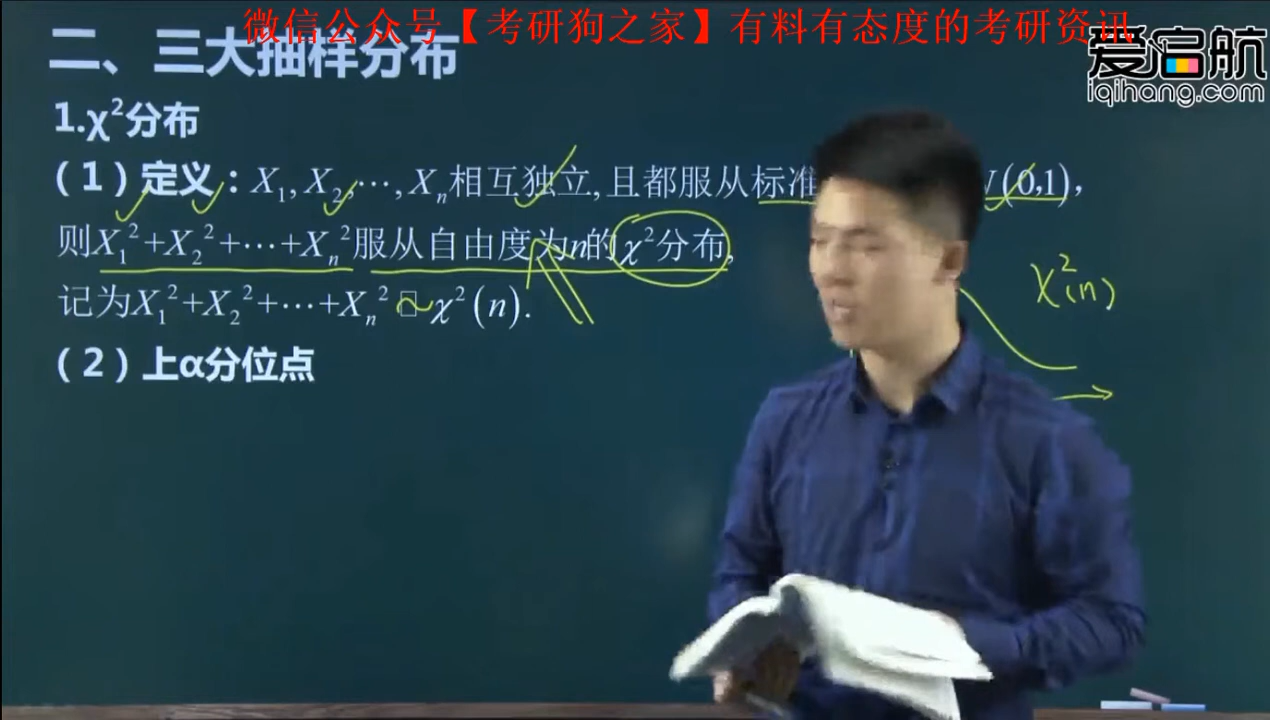 微信公众号【考研狗之家】有料有态度的考研资讯
爱启航
iqihang.com
二、三大抽样分布
1.χ²分布
（1）定义：X₁, X₂, ⋯, Xₙ相互独立, 且都服从标准 (0,1),
则X₁²+X₂²+⋯+Xₙ²服从自由度为n的χ²分布,
记为X₁²+X₂²+⋯+Xₙ² ~ χ²(n).
χ²(n)
（2）上α分位点